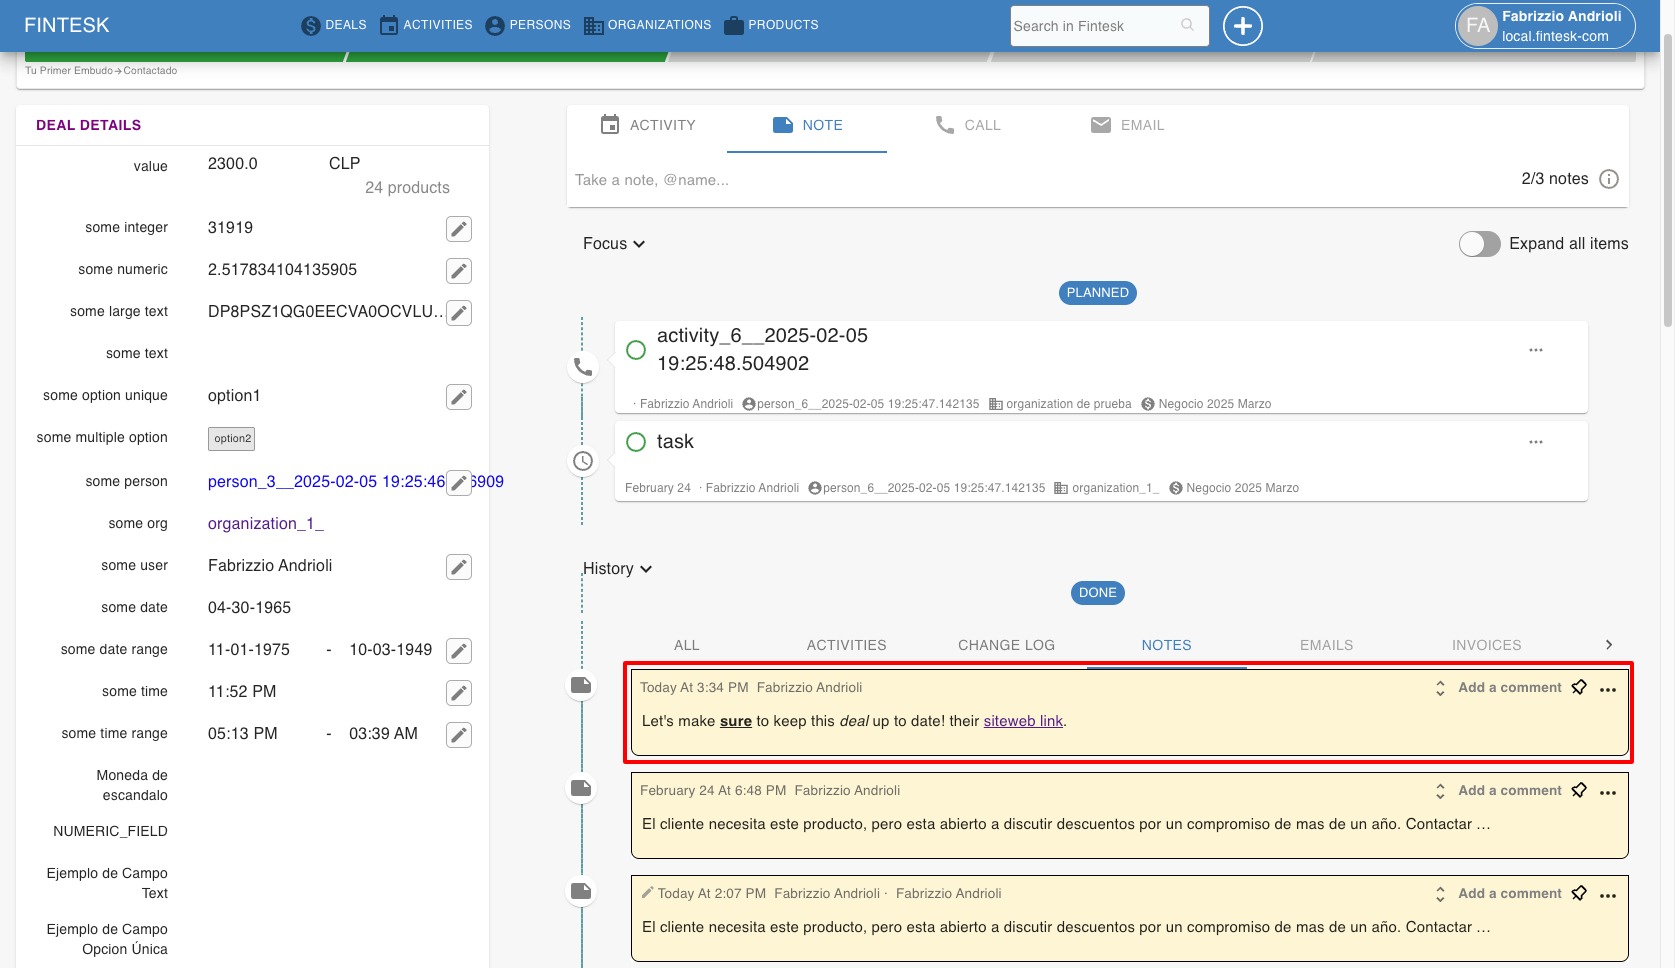 FINTESK
DEALS ACTIVITIES PERSONS ORGANIZATIONS PRODUCTS
Search in Fintesk
FA
Fabrizzio Andrioli
local.fintesk-com
Tu Primer Embudo→Contactado
DEAL DETAILS
value 2300.0 CLP
24 products
some integer 31919
some numeric 2.517834104135905
some large text DP8PSZ1QG0EECVA0OCVLU...
some text
some option unique option1
some multiple option option2
some person person_3__2025-02-05 19:25:46 6909
some org organization_1_
some user Fabrizzio Andrioli
some date 04-30-1965
some date range 11-01-1975 - 10-03-1949
some time 11:52 PM
some time range 05:13 PM - 03:39 AM
Moneda de
escandalo
NUMERIC_FIELD
Ejemplo de Campo
Text
Ejemplo de Campo
Opcion Única
ACTIVITY NOTE CALL EMAIL
Take a note, @name...
2/3 notes
Focus
Expand all items
PLANNED
activity_6__2025-02-05
19:25:48.504902
· Fabrizzio Andrioli person_6__2025-02-05 19:25:47.142135 organization de prueba Negocio 2025 Marzo
task
February 24 · Fabrizzio Andrioli person_6__2025-02-05 19:25:47.142135 organization_1_ Negocio 2025 Marzo
History
DONE
ALL ACTIVITIES CHANGE LOG NOTES EMAILS INVOICES
Today At 3:34 PM Fabrizzio Andrioli Add a comment
Let's make sure to keep this deal up to date! their siteweb link.
February 24 At 6:48 PM Fabrizzio Andrioli Add a comment
El cliente necesita este producto, pero esta abierto a discutir descuentos por un compromiso de mas de un año. Contactar ...
Today At 2:07 PM Fabrizzio Andrioli · Fabrizzio Andrioli Add a comment
El cliente necesita este producto, pero esta abierto a discutir descuentos por un compromiso de mas de un año. Contactar ...